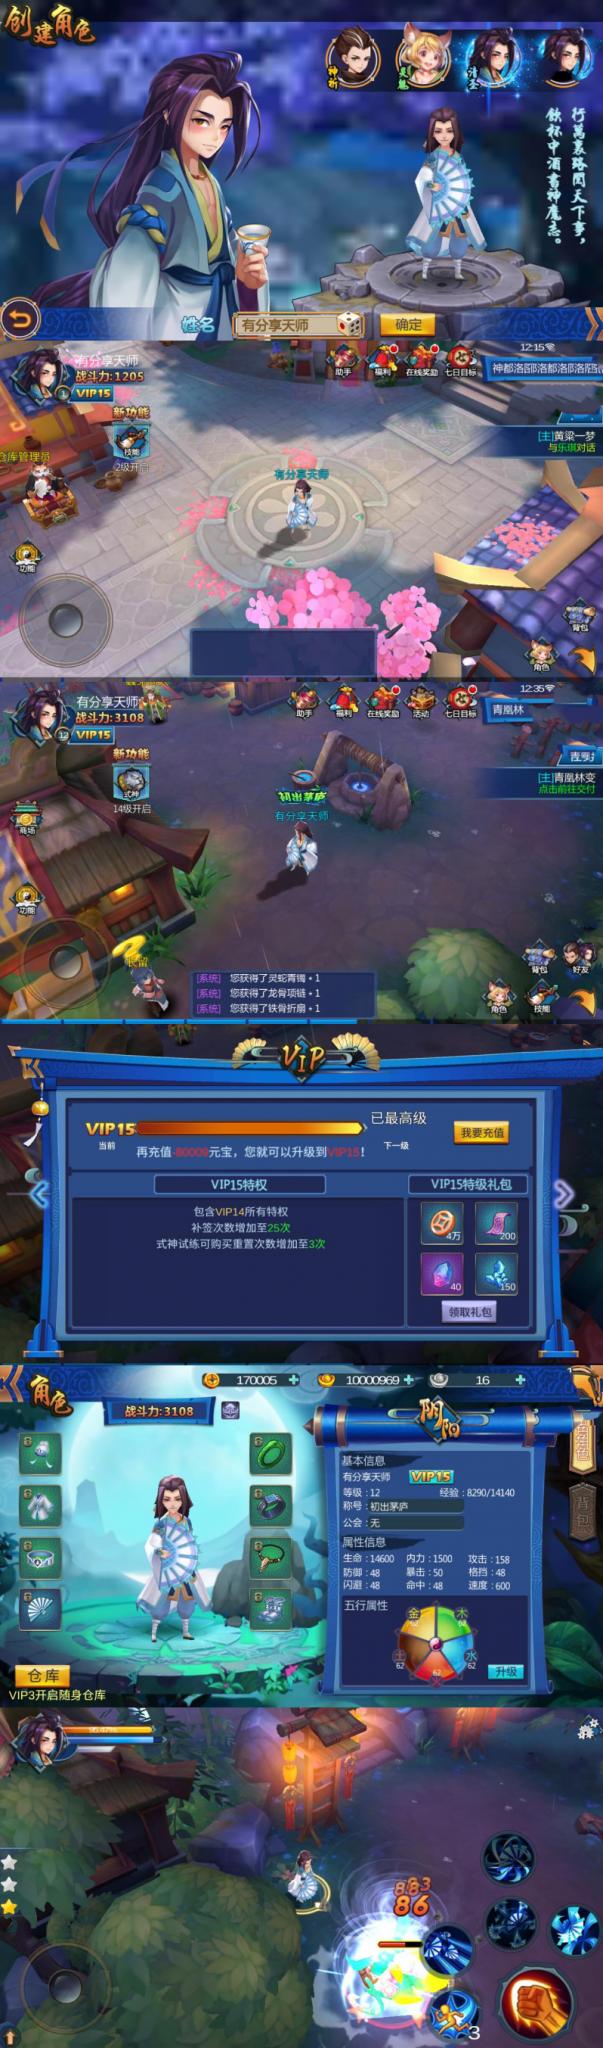 创建角色
神祈
灵魅
清玄
行万里路闻天下事，
饮杯中酒书神魔志。
姓名
有分享天师
确定
12:15
有分享天师
战斗力:1205
1
VIP15
助手
福利
在线奖励
七日目标
新功能
技能
2级开启
[主]黄粱一梦
与乐琪对话
仓库管理员
有分享天师
功能
背包
角色
12:35
有分享天师
战斗力:3108
12
VIP15
助手
福利
在线奖励
活动
七日目标
青凰林
新功能
式神
14级开启
[主]青凰林变
点击前往交付
初出茅庐
有分享天师
商场
功能
背包
好友
[系统] 您获得了灵蛇青镯*1
[系统] 您获得了龙骨项链*1
[系统] 您获得了铁骨折扇*1
角色
技能
VIP
VIP15
已最高级
我要充值
当前
下一级
再充值-80009元宝，您就可以升级到VIP15！
VIP15特权
VIP15特级礼包
包含VIP14所有特权
补签次数增加至25次
式神试练可购买重置次数增加至3次
4万
200
40
150
领取礼包
角色
170005
10000969
16
战斗力:3108
阴阳
基本信息
有分享天师
VIP15
等级：12
经验：8290/14140
称号：初出茅庐
公会：无
属性信息
生命：14600 内力：1500 攻击：158
防御：48 暴击：50 格挡：48
闪避：48 命中：48 速度：600
五行属性
金
62
木
62
土
62
水
62
火
62
升级
背包
仓库
VIP3开启随身仓库
883
86
3